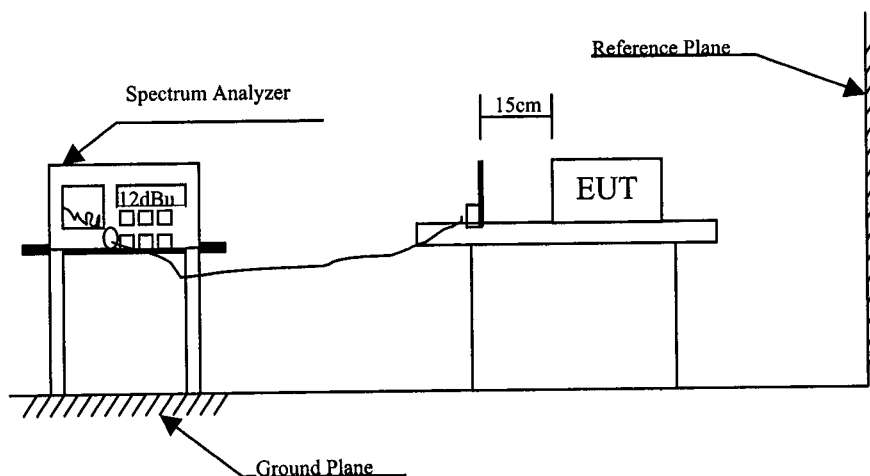 Reference Plane
Spectrum Analyzer
15cm
EUT
12dBu
Ground Plane